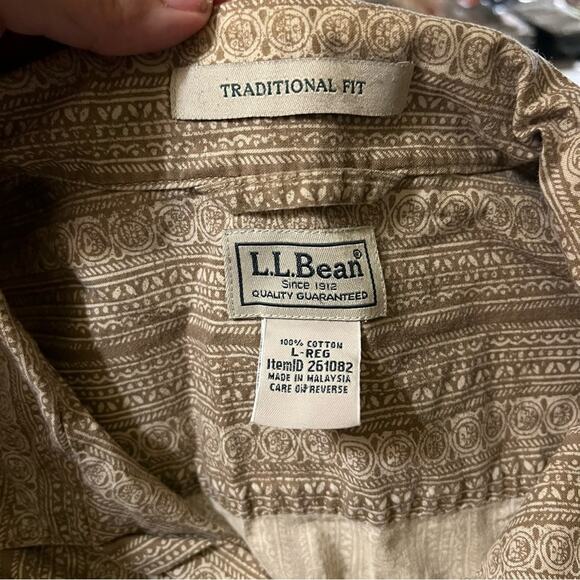 TRADITIONAL FIT
L.L.Bean®
Since 1912
QUALITY GUARANTEED
100% COTTON
L-REG
ItemID 261082
MADE IN MALAYSIA
CARE ON REVERSE